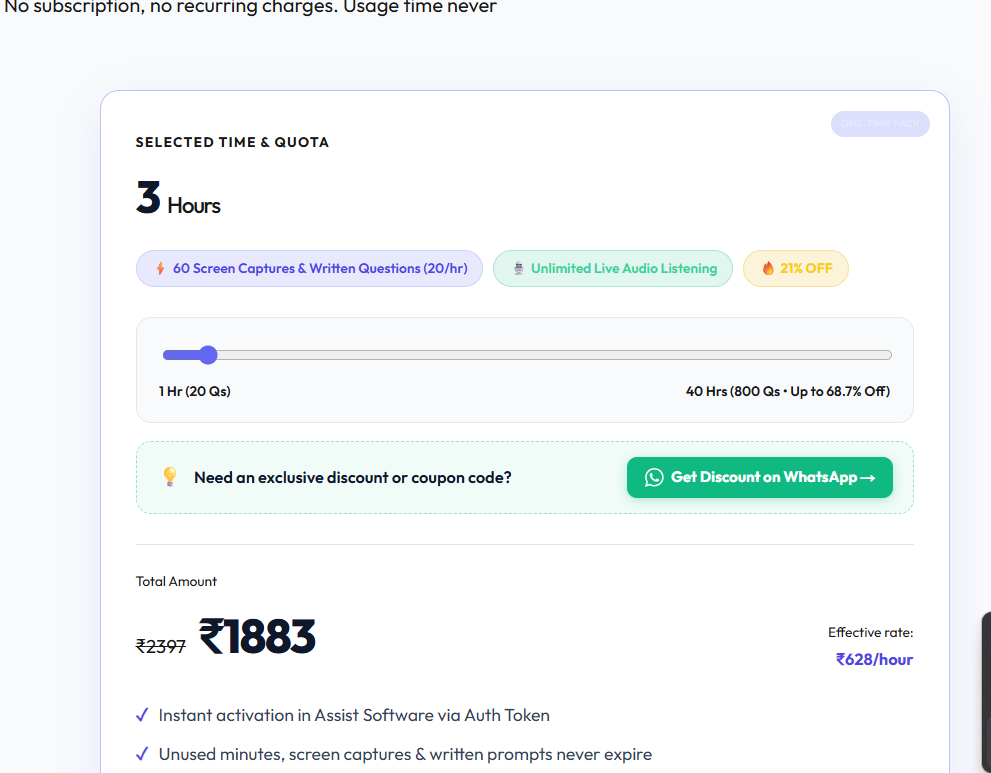 No subscription, no recurring charges. Usage time never
ONE-TIME PACK
SELECTED TIME & QUOTA
3 Hours
60 Screen Captures & Written Questions (20/hr)
Unlimited Live Audio Listening
21% OFF
1 Hr (20 Qs)
40 Hrs (800 Qs • Up to 68.7% Off)
Need an exclusive discount or coupon code?
Get Discount on WhatsApp →
Total Amount
₹2397 ₹1883
Effective rate:
₹628/hour
✓ Instant activation in Assist Software via Auth Token
✓ Unused minutes, screen captures & written prompts never expire